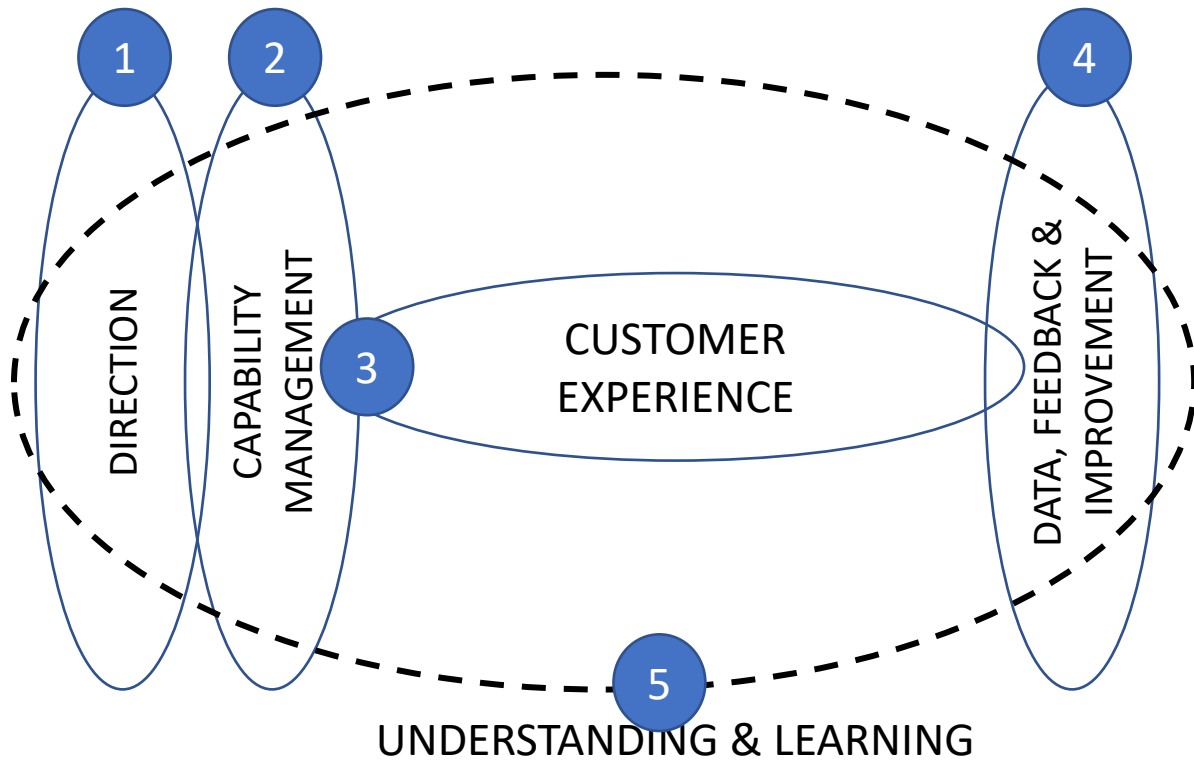 1
2
4
DIRECTION
CAPABILITY
MANAGEMENT
3
CUSTOMER
EXPERIENCE
DATA, FEEDBACK &
IMPROVEMENT
5
UNDERSTANDING & LEARNING